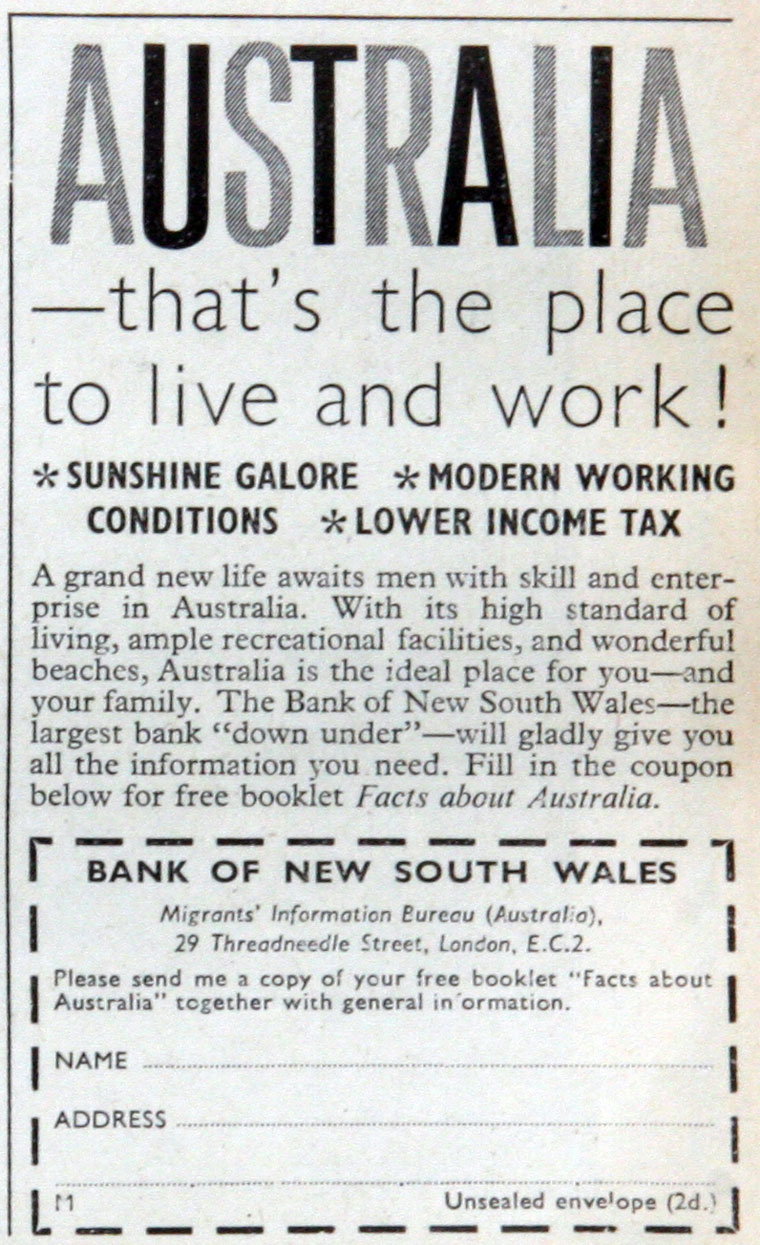 AUSTRALIA
—that's the place
to live and work!
* SUNSHINE GALORE * MODERN WORKING
CONDITIONS * LOWER INCOME TAX
A grand new life awaits men with skill and enter-
prise in Australia. With its high standard of
living, ample recreational facilities, and wonderful
beaches, Australia is the ideal place for you—and
your family. The Bank of New South Wales—the
largest bank “down under”—will gladly give you
all the information you need. Fill in the coupon
below for free booklet Facts about Australia.
BANK OF NEW SOUTH WALES
Migrants' Information Bureau (Australia),
29 Threadneedle Street, London, E.C.2.
Please send me a copy of your free booklet "Facts about
Australia" together with general information.
NAME
ADDRESS
M1 Unsealed envelope (2d.)